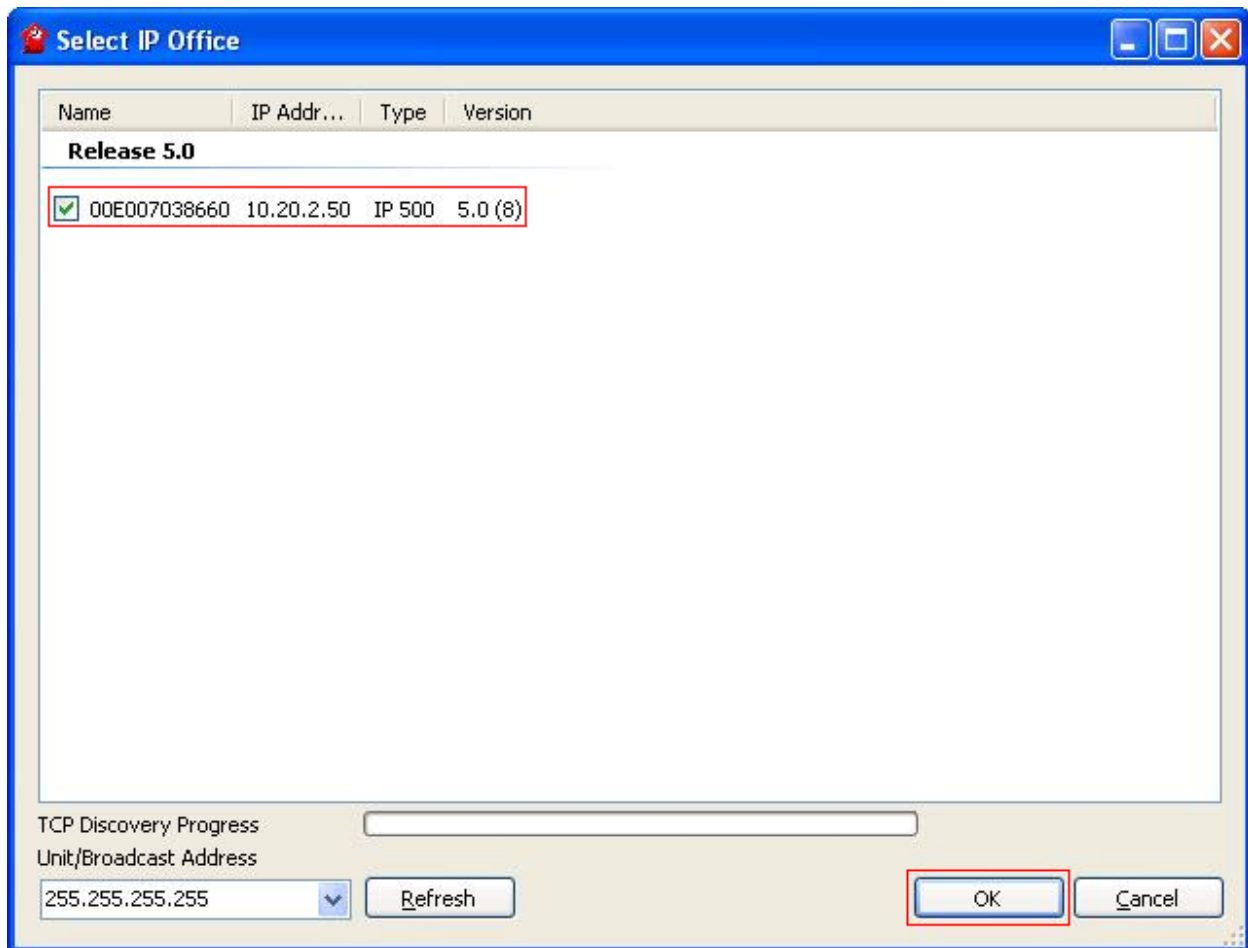 Select IP Office
Name IP Addr... Type Version
Release 5.0
00E007038660 10.20.2.50 IP 500 5.0 (8)
TCP Discovery Progress
Unit/Broadcast Address
255.255.255.255 Refresh OK Cancel